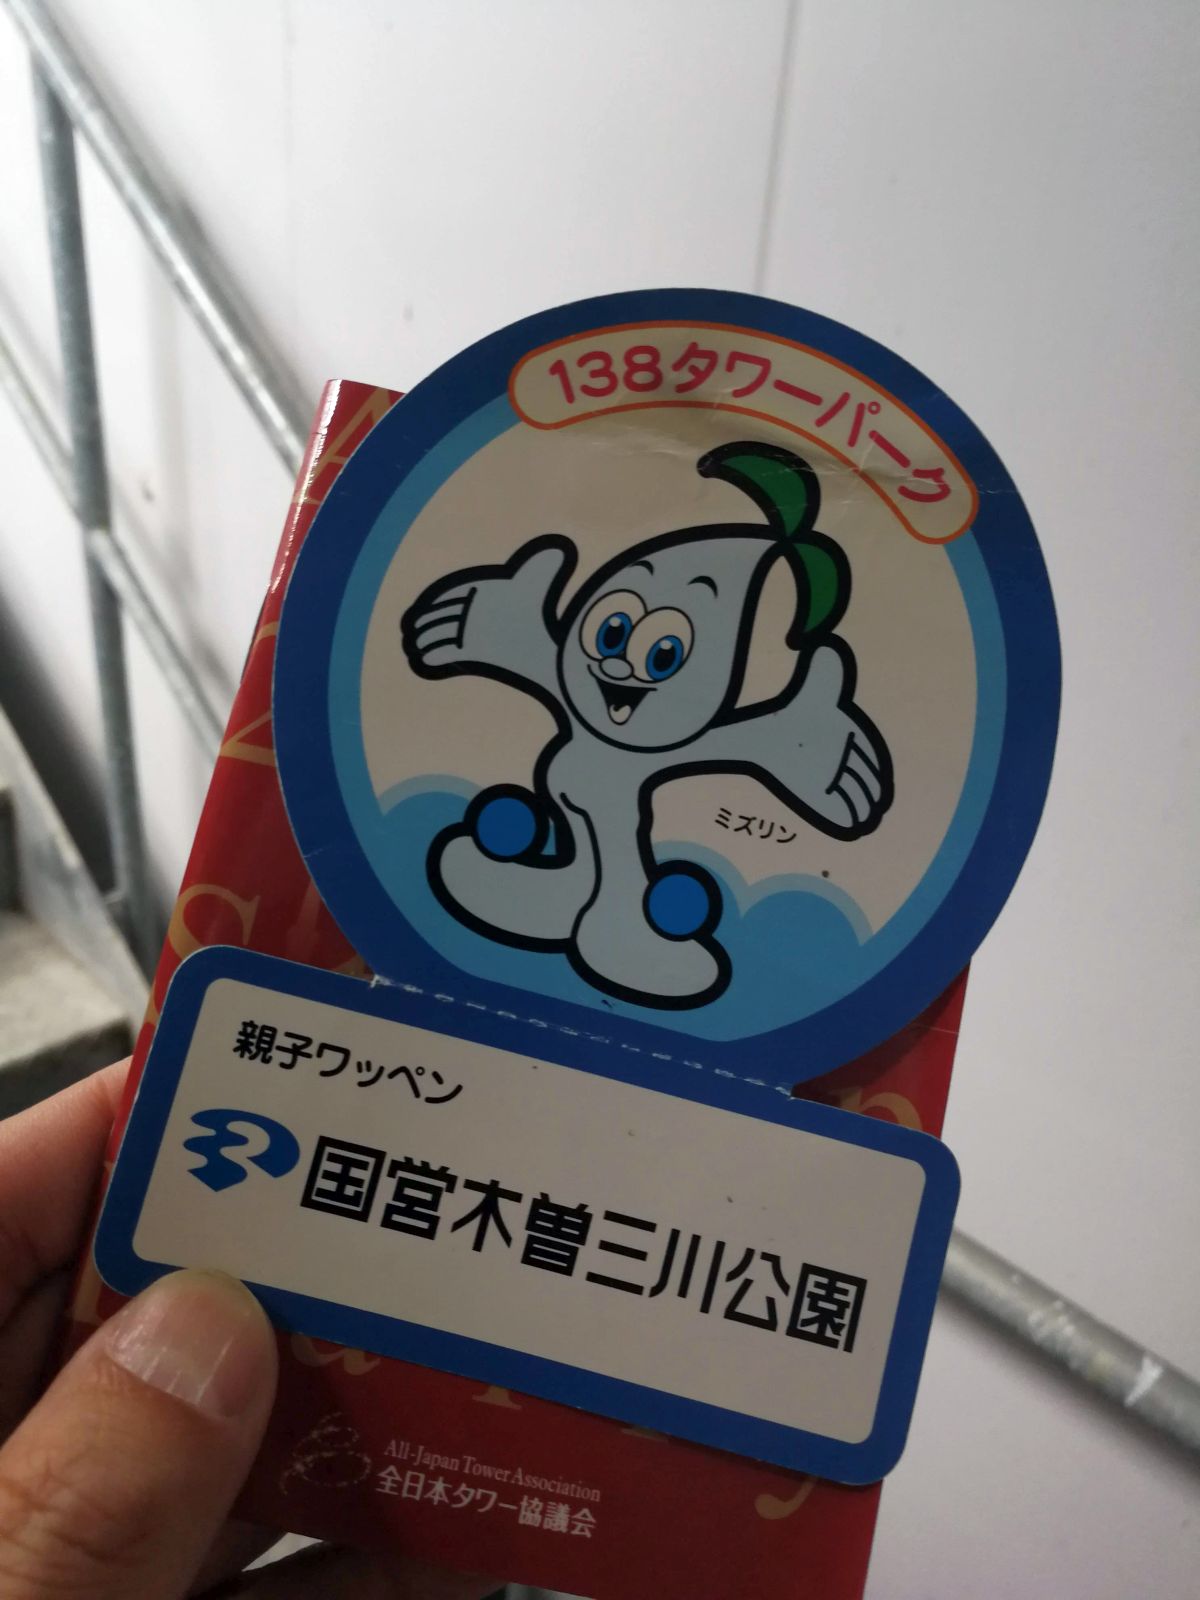 138タワーパーク
ミズリン
親子ワッペン
国営木曽三川公園
All-Japan Tower Association
全日本タワー協議会